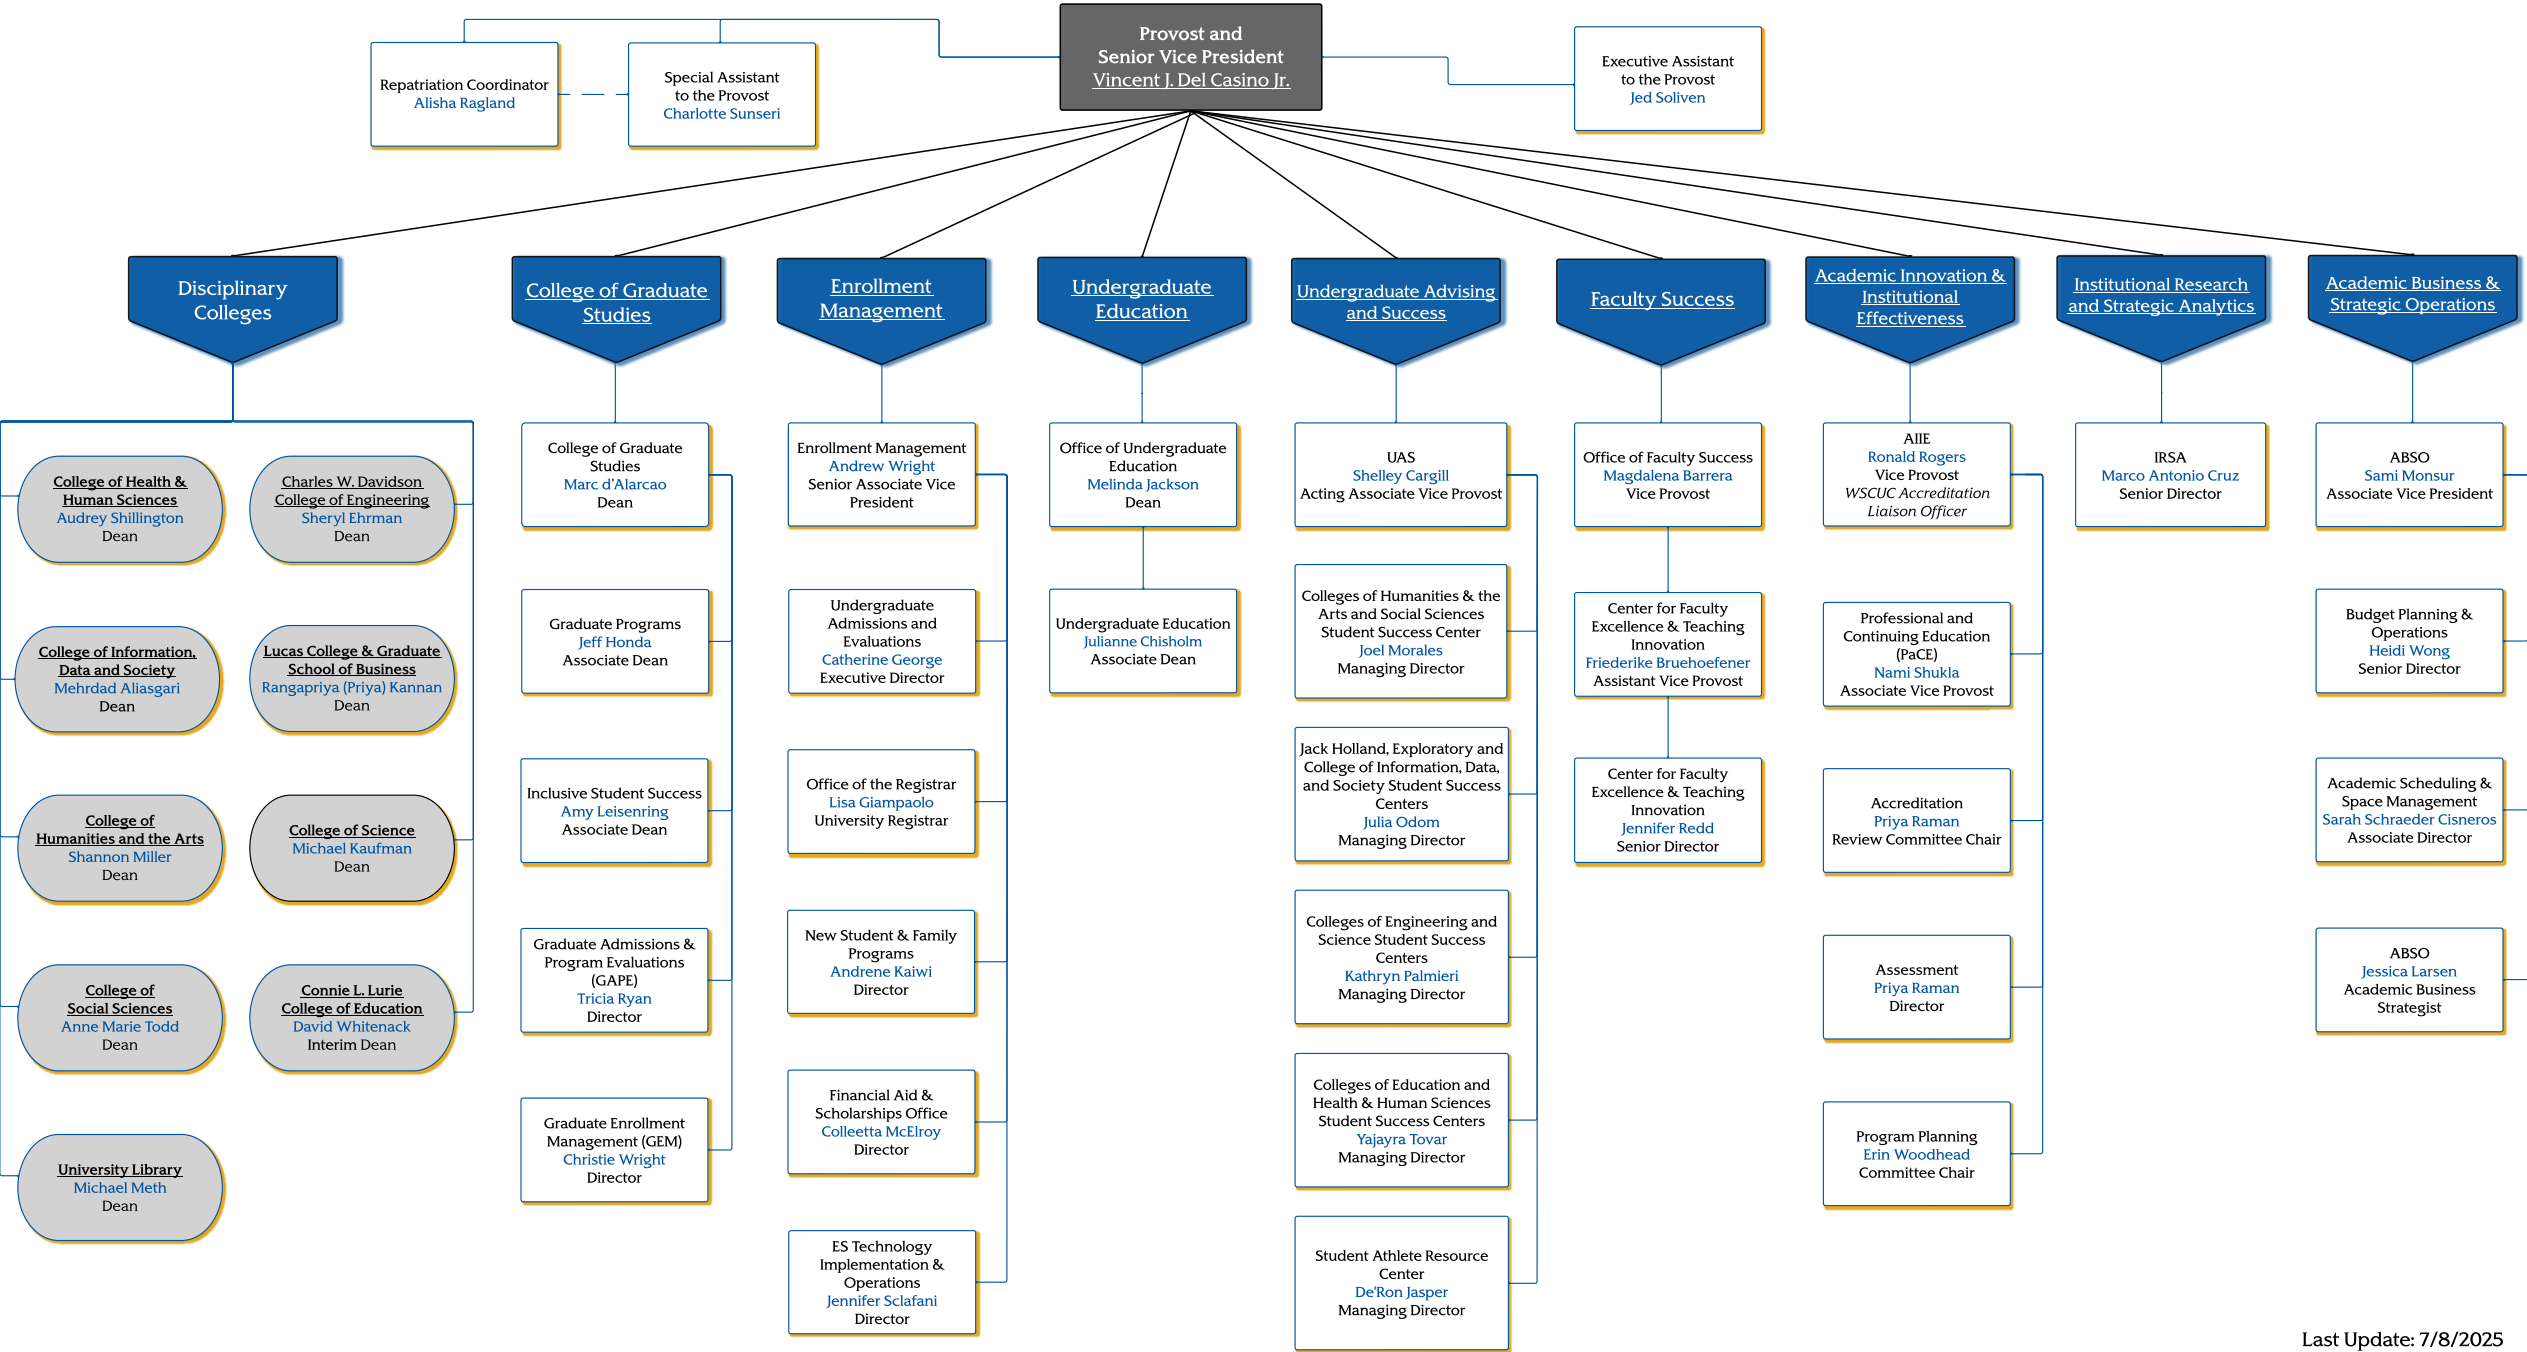 Provost and
Senior Vice President
Vincent J. Del Casino Jr.
Repatriation Coordinator
Alisha Ragland
Special Assistant
to the Provost
Charlotte Sunseri
Executive Assistant
to the Provost
Jed Soliven
Disciplinary
Colleges
College of Graduate
Studies
Enrollment
Management
Undergraduate
Education
Undergraduate Advising
and Success
Faculty Success
Academic Innovation &
Institutional
Effectiveness
Institutional Research
and Strategic Analytics
Academic Business &
Strategic Operations
College of Health &
Human Sciences
Audrey Shillington
Dean
Charles W. Davidson
College of Engineering
Sheryl Ehrman
Dean
College of Information,
Data and Society
Mehrdad Aliasgari
Dean
Lucas College & Graduate
School of Business
Rangapriya (Priya) Kannan
Dean
College of
Humanities and the Arts
Shannon Miller
Dean
College of Science
Michael Kaufman
Dean
College of
Social Sciences
Anne Marie Todd
Dean
Connie L. Lurie
College of Education
David Whitenack
Interim Dean
University Library
Michael Meth
Dean
College of Graduate
Studies
Marc d'Alarcao
Dean
Graduate Programs
Jeff Honda
Associate Dean
Inclusive Student Success
Amy Leisenring
Associate Dean
Graduate Admissions &
Program Evaluations
(GAPE)
Tricia Ryan
Director
Graduate Enrollment
Management (GEM)
Christie Wright
Director
Enrollment Management
Andrew Wright
Senior Associate Vice
President
Undergraduate
Admissions and
Evaluations
Catherine George
Executive Director
Office of the Registrar
Lisa Giampaolo
University Registrar
New Student & Family
Programs
Andrene Kaiwi
Director
Financial Aid &
Scholarships Office
Colleetta McElroy
Director
ES Technology
Implementation &
Operations
Jennifer Sclafani
Director
Office of Undergraduate
Education
Melinda Jackson
Dean
Undergraduate Education
Julianne Chisholm
Associate Dean
UAS
Shelley Cargill
Acting Associate Vice Provost
Colleges of Humanities & the
Arts and Social Sciences
Student Success Center
Joel Morales
Managing Director
Jack Holland, Exploratory and
College of Information, Data,
and Society Student Success
Centers
Julia Odom
Managing Director
Colleges of Engineering and
Science Student Success
Centers
Kathryn Palmieri
Managing Director
Colleges of Education and
Health & Human Sciences
Student Success Centers
Yajayra Tovar
Managing Director
Student Athlete Resource
Center
De'Ron Jasper
Managing Director
Office of Faculty Success
Magdalena Barrera
Vice Provost
Center for Faculty
Excellence & Teaching
Innovation
Friederike Bruehoefener
Assistant Vice Provost
Center for Faculty
Excellence & Teaching
Innovation
Jennifer Redd
Senior Director
AIIE
Ronald Rogers
Vice Provost
WSCUC Accreditation
Liaison Officer
Professional and
Continuing Education
(PaCE)
Nami Shukla
Associate Vice Provost
Accreditation
Priya Raman
Review Committee Chair
Assessment
Priya Raman
Director
Program Planning
Erin Woodhead
Committee Chair
IRSA
Marco Antonio Cruz
Senior Director
ABSO
Sami Monsur
Associate Vice President
Budget Planning &
Operations
Heidi Wong
Senior Director
Academic Scheduling &
Space Management
Sarah Schraeder Cisneros
Associate Director
ABSO
Jessica Larsen
Academic Business
Strategist
Last Update: 7/8/2025